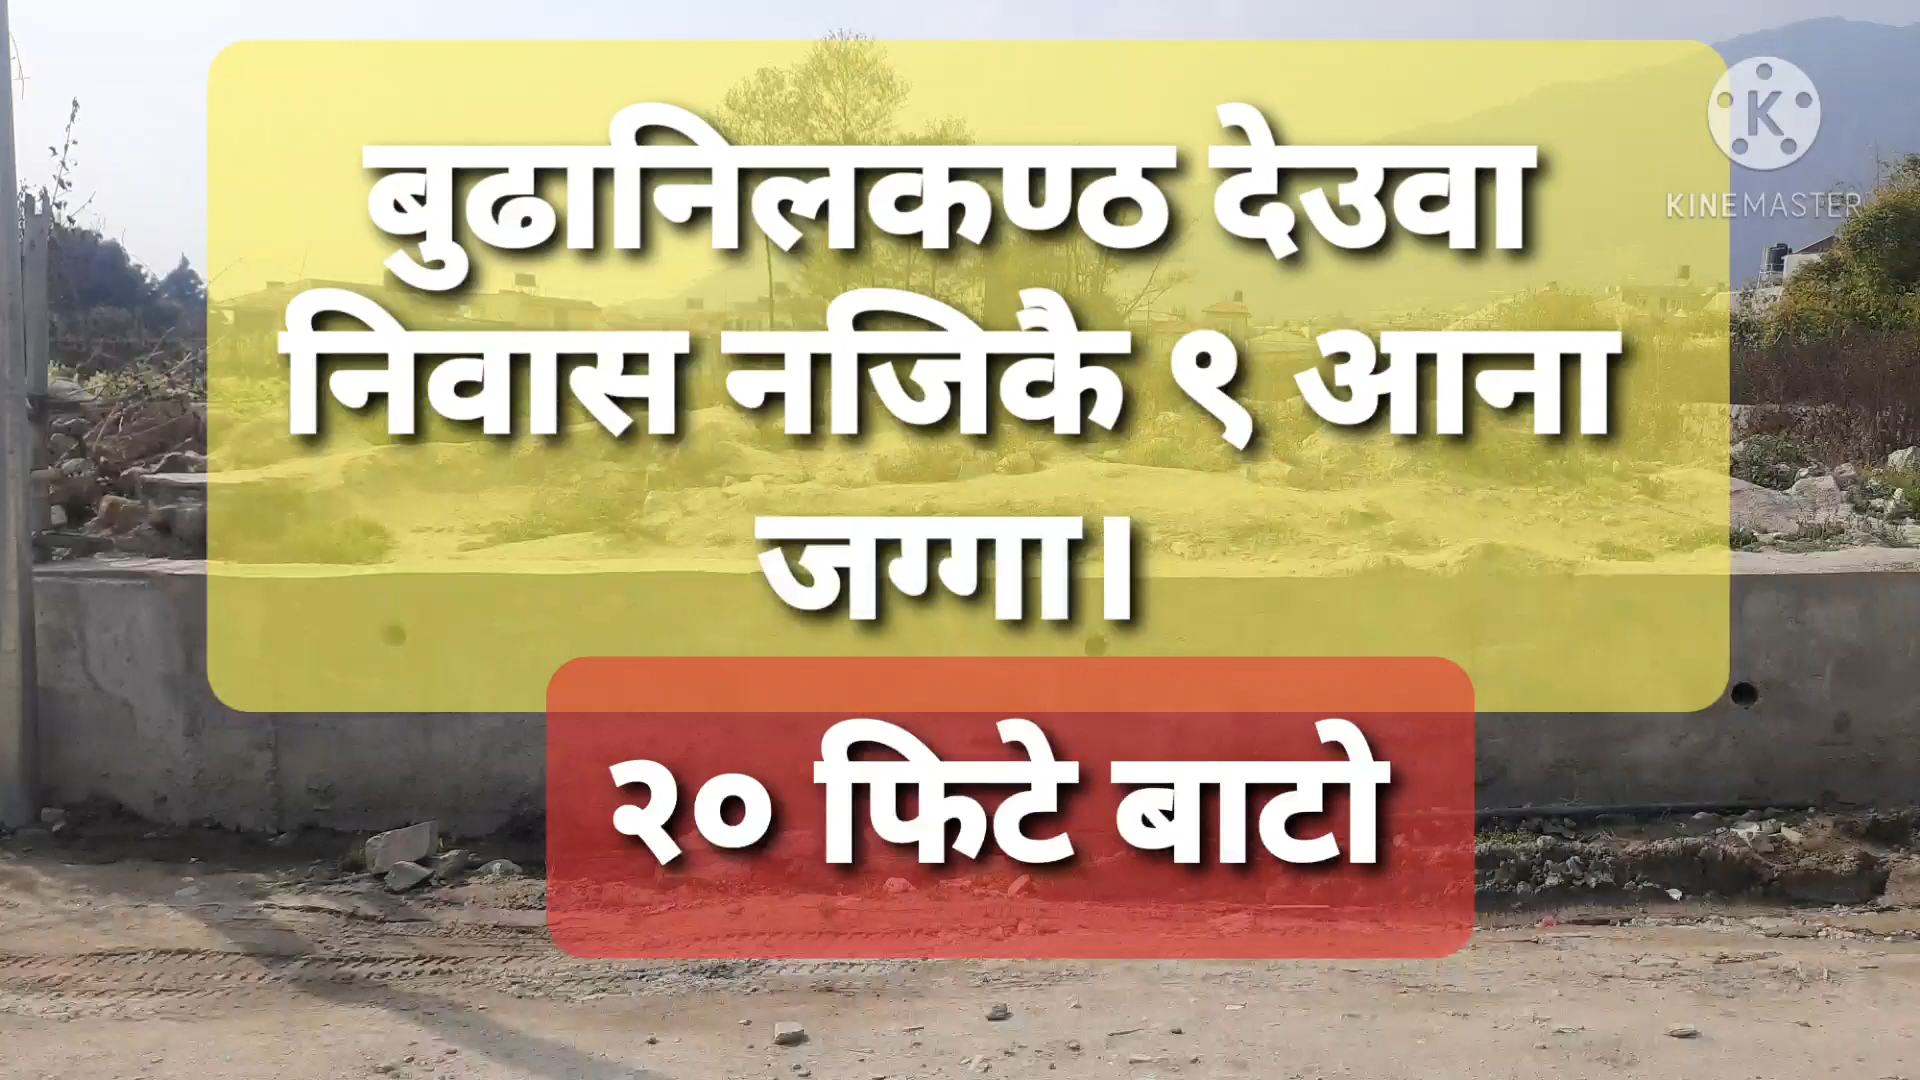 बुढानिलकण्ठ देउवा
निवास नजिकै ९ आना
जग्गा।
२० फिटे बाटो
K
KINEMASTER